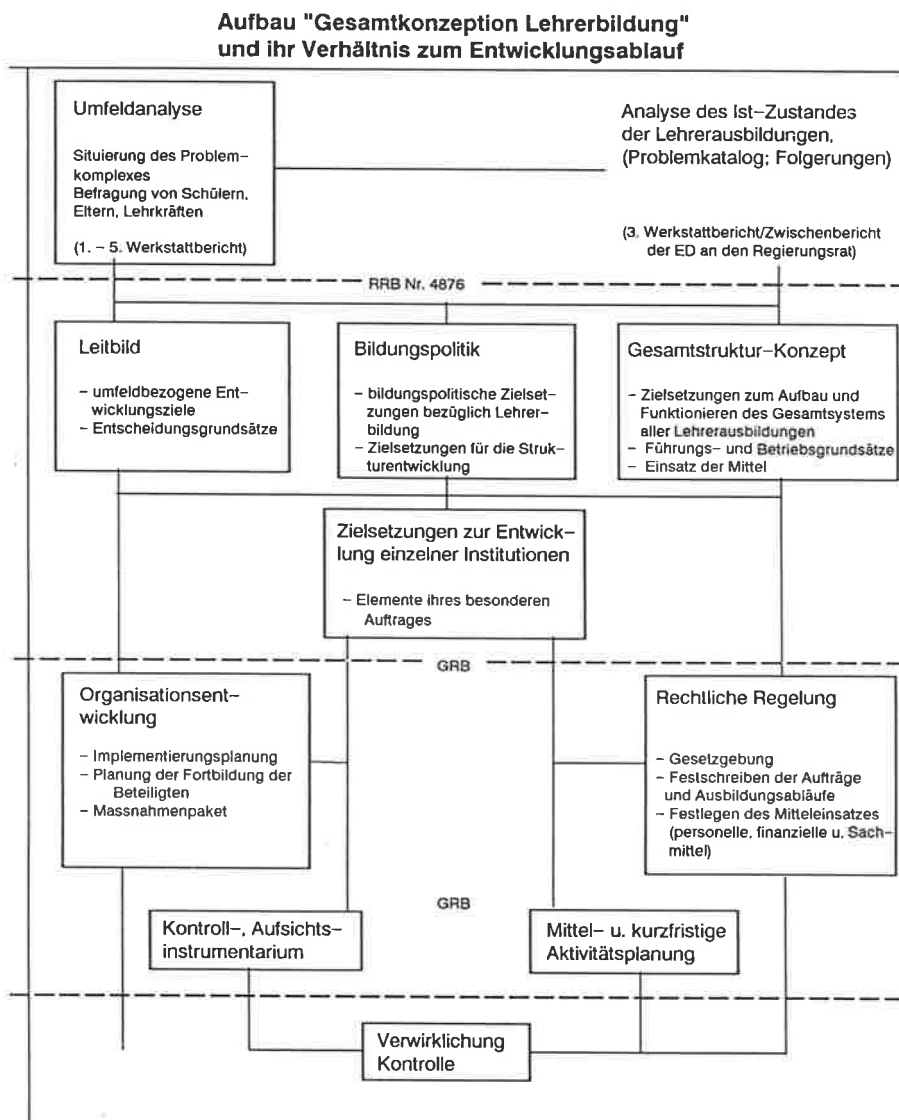 Aufbau "Gesamtkonzeption Lehrerbildung"
und ihr Verhältnis zum Entwicklungsablauf
Umfeldanalyse
Situierung des Problem–
komplexes
Befragung von Schülern,
Eltern, Lehrkräften
(1. – 5. Werkstattbericht)
Analyse des Ist–Zustandes
der Lehrerausbildungen,
(Problemkatalog; Folgerungen)
(3. Werkstattbericht/Zwischenbericht
der ED an den Regierungsrat)
RRB Nr. 4876
Leitbild
– umfeldbezogene Ent–
wicklungsziele
– Entscheidungsgrundsätze
Bildungspolitik
– bildungspolitische Zielset–
zungen bezüglich Lehrer–
bildung
– Zielsetzungen für die Struk–
turentwicklung
Gesamtstruktur–Konzept
– Zielsetzungen zum Aufbau und
Funktionieren des Gesamtsystems
aller Lehrerausbildungen
– Führungs– und Betriebsgrundsätze
– Einsatz der Mittel
Zielsetzungen zur Entwick–
lung einzelner Institutionen
– Elemente ihres besonderen
Auftrages
GRB
Organisationsent–
wicklung
– Implementierungsplanung
– Planung der Fortbildung der
Beteiligten
– Massnahmenpaket
Rechtliche Regelung
– Gesetzgebung
– Festschreiben der Aufträge
und Ausbildungsabläufe
– Festlegen des Mitteleinsatzes
(personelle, finanzielle u. Sach–
mittel)
GRB
Kontroll–, Aufsichts–
instrumentarium
Mittel– u. kurzfristige
Aktivitätsplanung
Verwirklichung
Kontrolle